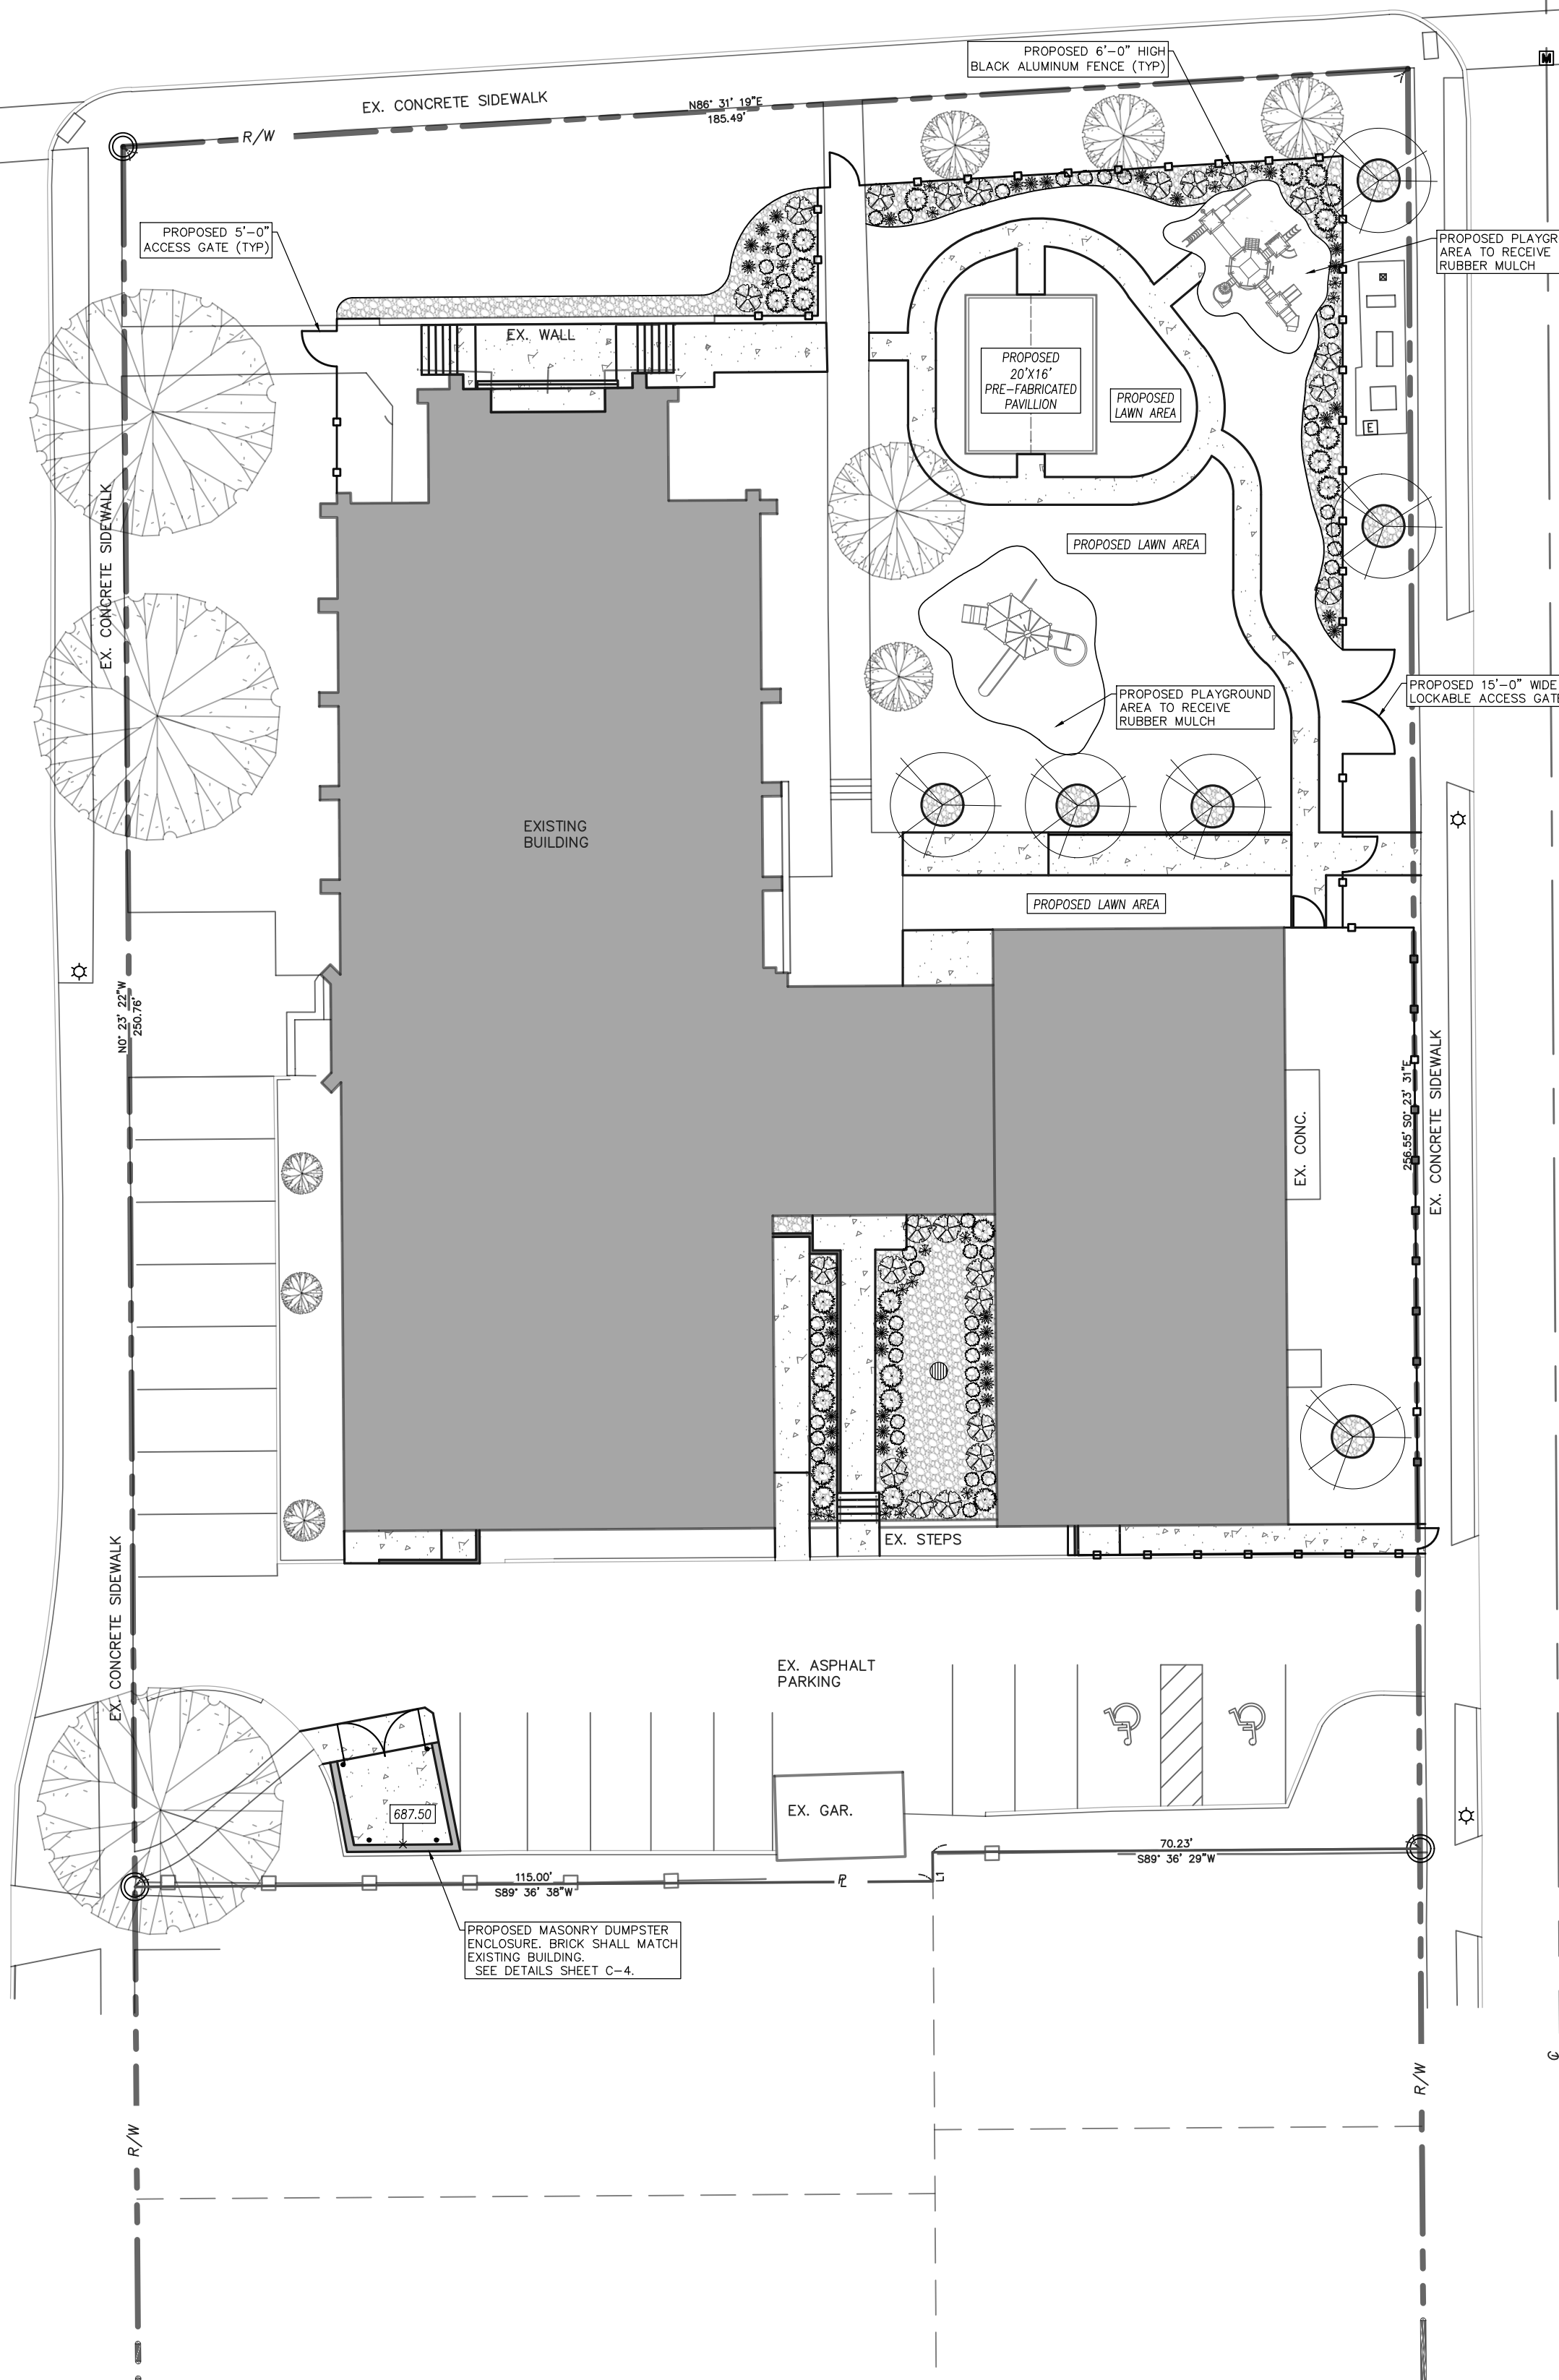 PROPOSED 6'-0" HIGH
BLACK ALUMINUM FENCE (TYP)
M
EX. CONCRETE SIDEWALK
N86° 31' 19"E
185.49'
R/W
PROPOSED 5'-0"
ACCESS GATE (TYP)
PROPOSED PLAYGR
AREA TO RECEIVE
RUBBER MULCH
EX. WALL
PROPOSED
20'X16'
PRE-FABRICATED
PAVILLION
PROPOSED
LAWN AREA
E
EX. CONCRETE SIDEWALK
PROPOSED LAWN AREA
PROPOSED PLAYGROUND
AREA TO RECEIVE
RUBBER MULCH
PROPOSED 15'-0" WIDE
LOCKABLE ACCESS GATE
EXISTING
BUILDING
PROPOSED LAWN AREA
N0° 23' 22"W
250.76'
256.55' S0° 23' 31"E
EX. CONCRETE SIDEWALK
EX. CONC.
EX. STEPS
EX. CONCRETE SIDEWALK
EX. ASPHALT
PARKING
687.50
EX. GAR.
70.23'
S89° 36' 29"W
115.00'
S89° 36' 38"W
PL
L1
PROPOSED MASONRY DUMPSTER
ENCLOSURE. BRICK SHALL MATCH
EXISTING BUILDING.
SEE DETAILS SHEET C-4.
R/W
R/W